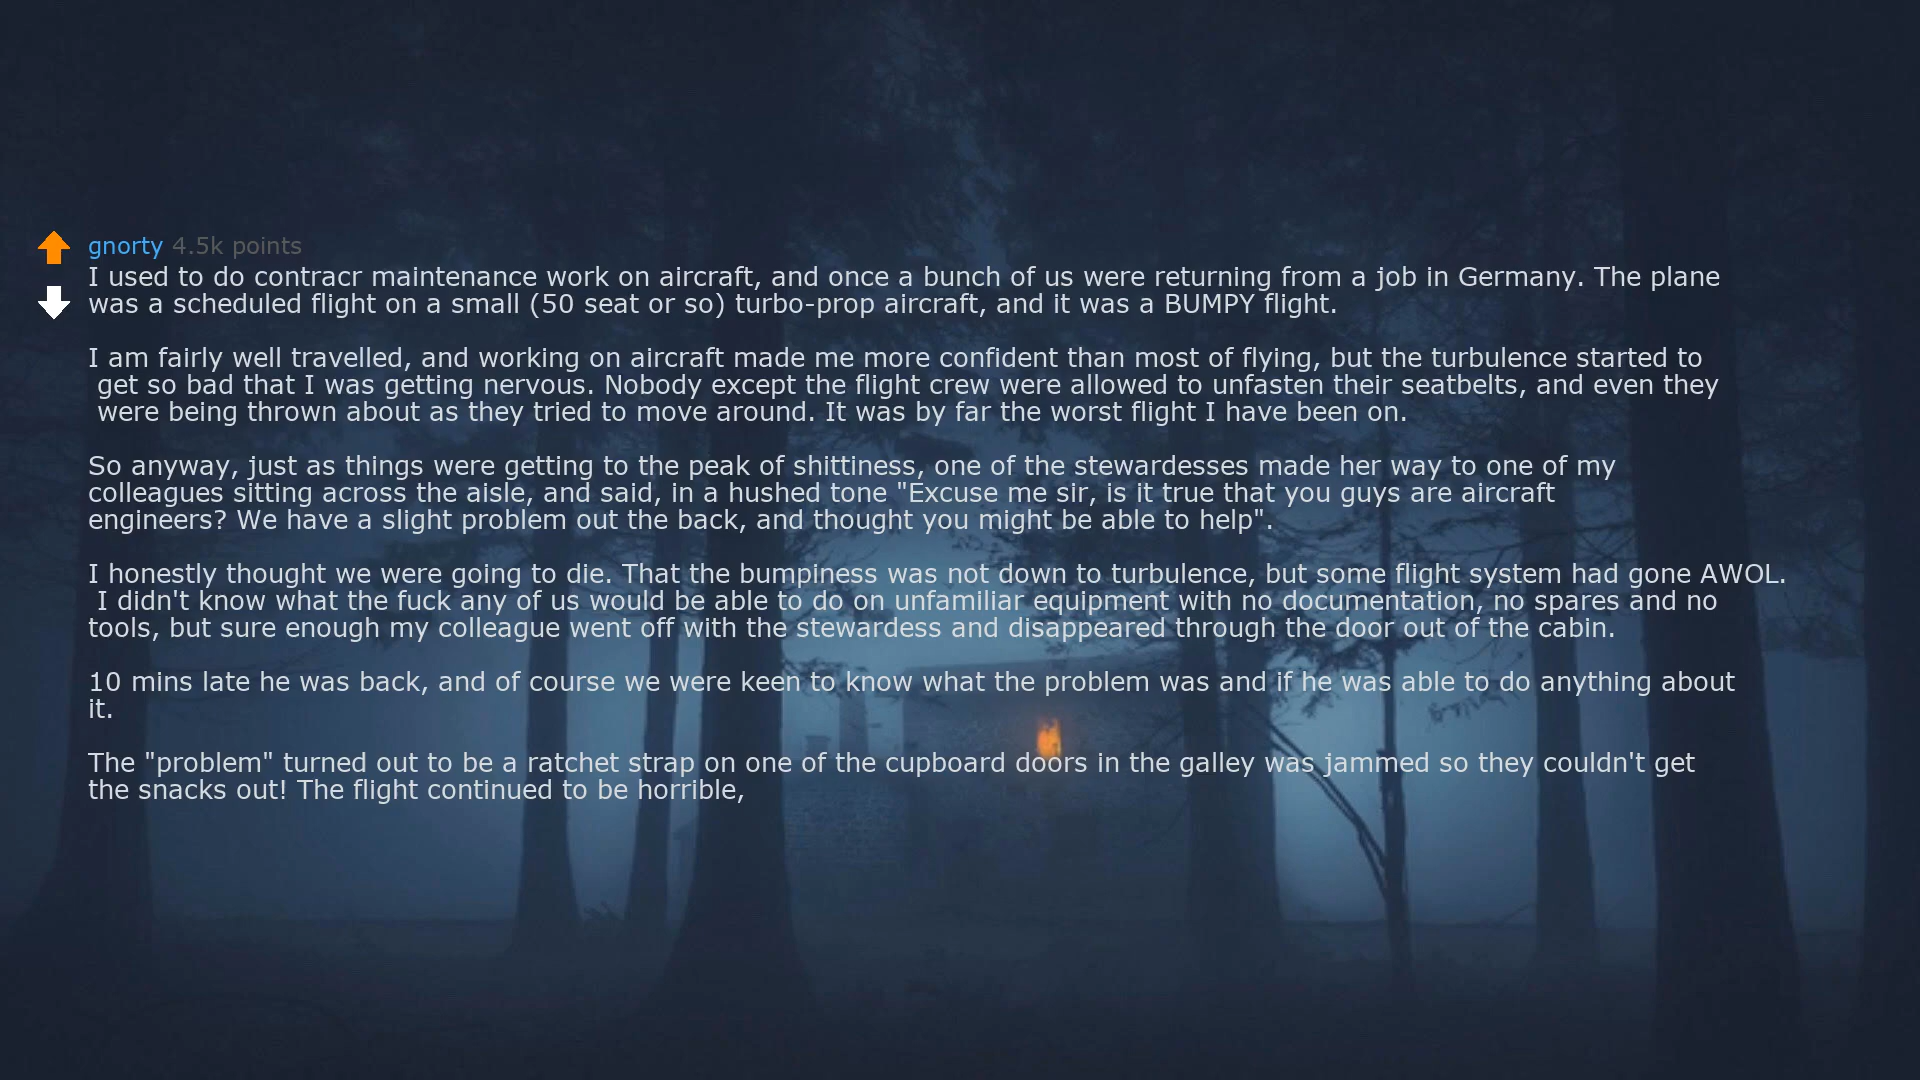 gnorty 4.5k points
I used to do contracr maintenance work on aircraft, and once a bunch of us were returning from a job in Germany. The plane
was a scheduled flight on a small (50 seat or so) turbo-prop aircraft, and it was a BUMPY flight.
I am fairly well travelled, and working on aircraft made me more confident than most of flying, but the turbulence started to
get so bad that I was getting nervous. Nobody except the flight crew were allowed to unfasten their seatbelts, and even they
were being thrown about as they tried to move around. It was by far the worst flight I have been on.
So anyway, just as things were getting to the peak of shittiness, one of the stewardesses made her way to one of my
colleagues sitting across the aisle, and said, in a hushed tone "Excuse me sir, is it true that you guys are aircraft
engineers? We have a slight problem out the back, and thought you might be able to help".
I honestly thought we were going to die. That the bumpiness was not down to turbulence, but some flight system had gone AWOL.
I didn't know what the fuck any of us would be able to do on unfamiliar equipment with no documentation, no spares and no
tools, but sure enough my colleague went off with the stewardess and disappeared through the door out of the cabin.
10 mins late he was back, and of course we were keen to know what the problem was and if he was able to do anything about
it.
The "problem" turned out to be a ratchet strap on one of the cupboard doors in the galley was jammed so they couldn't get
the snacks out! The flight continued to be horrible,